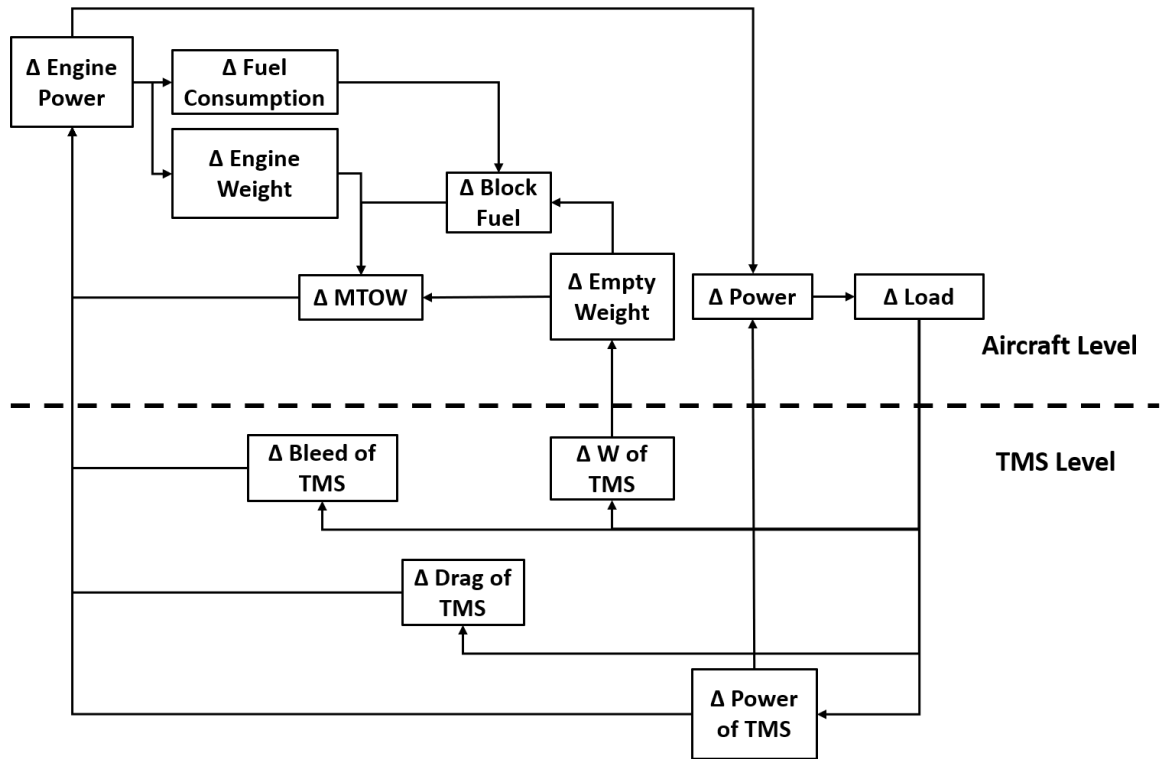 Δ Engine
Power
Δ Fuel
Consumption
Δ Engine
Weight
Δ Block
Fuel
Δ MTOW
Δ Empty
Weight
Δ Power
Δ Load
Aircraft Level
Δ Bleed of
TMS
Δ W of
TMS
TMS Level
Δ Drag of
TMS
Δ Power
of TMS